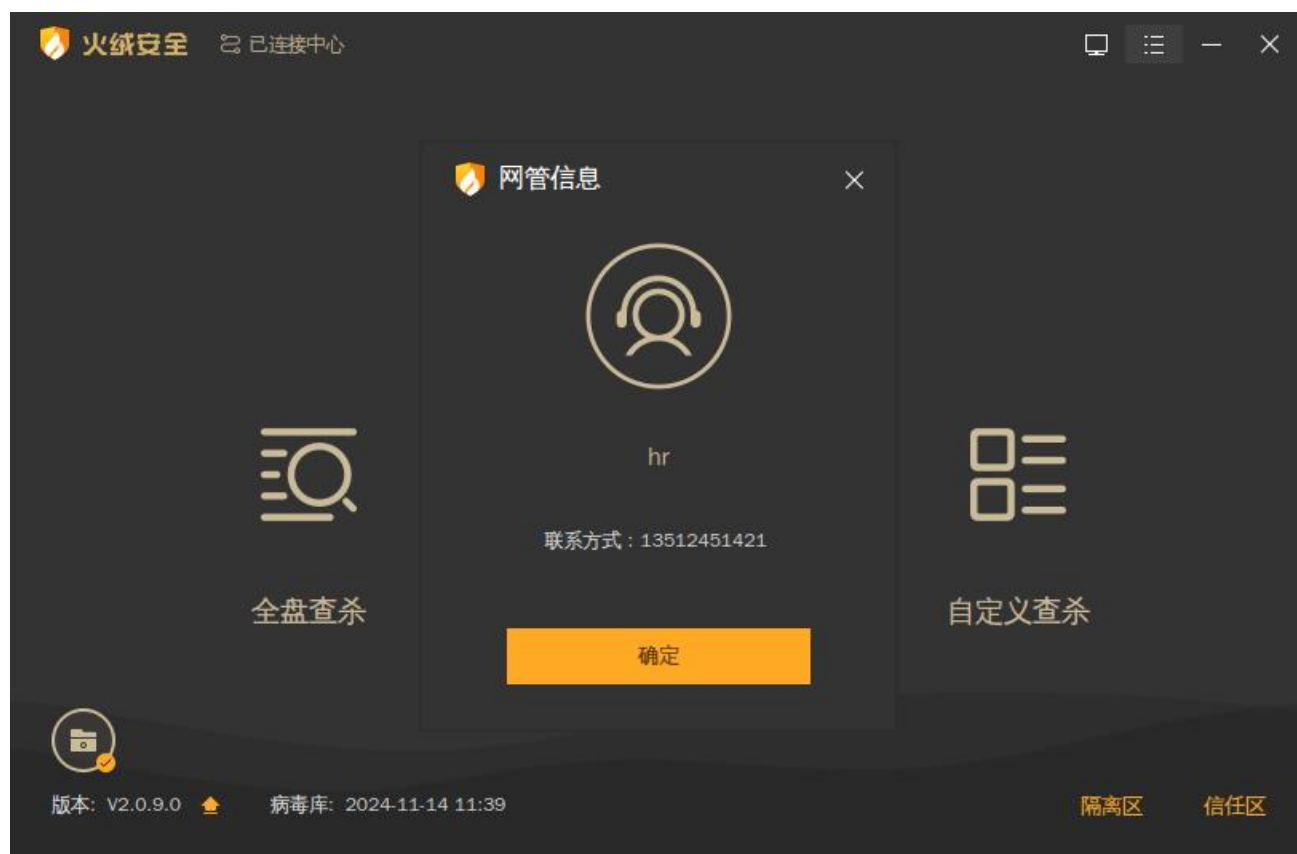 火绒安全 已连接中心
网管信息
hr
联系方式：13512451421
全盘查杀
自定义查杀
确定
版本: V2.0.9.0 病毒库: 2024-11-14 11:39 隔离区 信任区